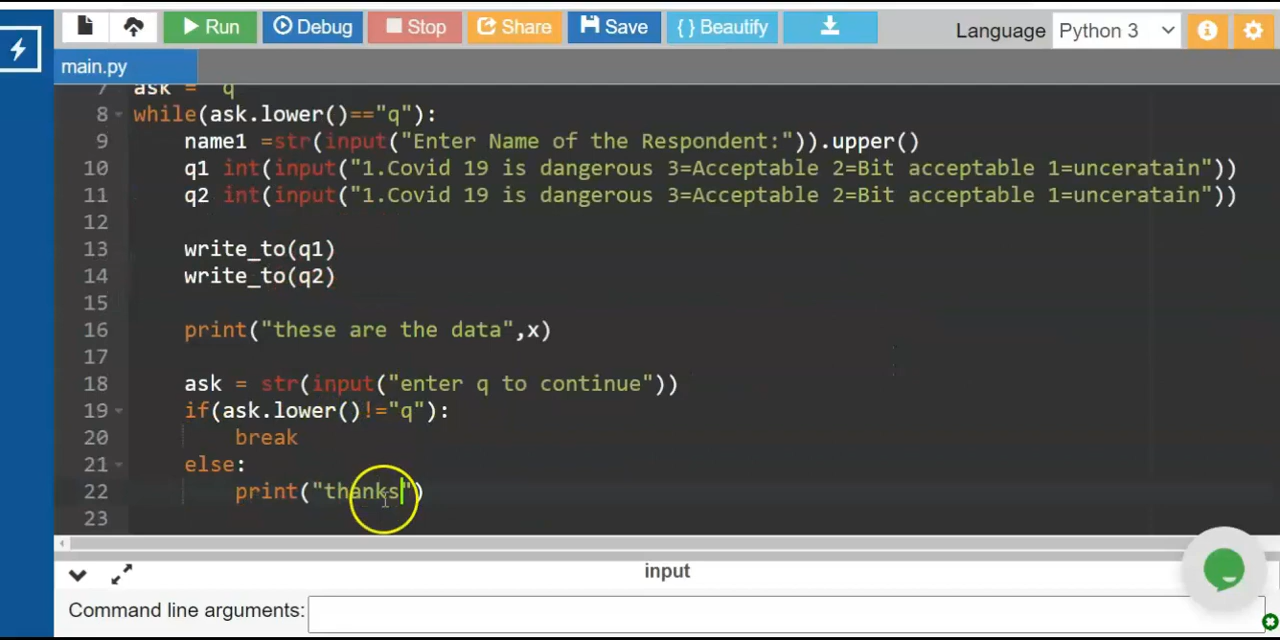 Run Debug Stop Share Save { } Beautify Language Python 3
main.py
7 ask = "q
8 while(ask.lower()=="q"):
9 name1 =str(input("Enter Name of the Respondent:")).upper()
10 q1 int(input("1.Covid 19 is dangerous 3=Acceptable 2=Bit acceptable 1=unceratain"))
11 q2 int(input("1.Covid 19 is dangerous 3=Acceptable 2=Bit acceptable 1=unceratain"))
12
13 write_to(q1)
14 write_to(q2)
15
16 print("these are the data",x)
17
18 ask = str(input("enter q to continue"))
19 if(ask.lower()!="q"):
20 break
21 else:
22 print("thanks")
23
input
Command line arguments: